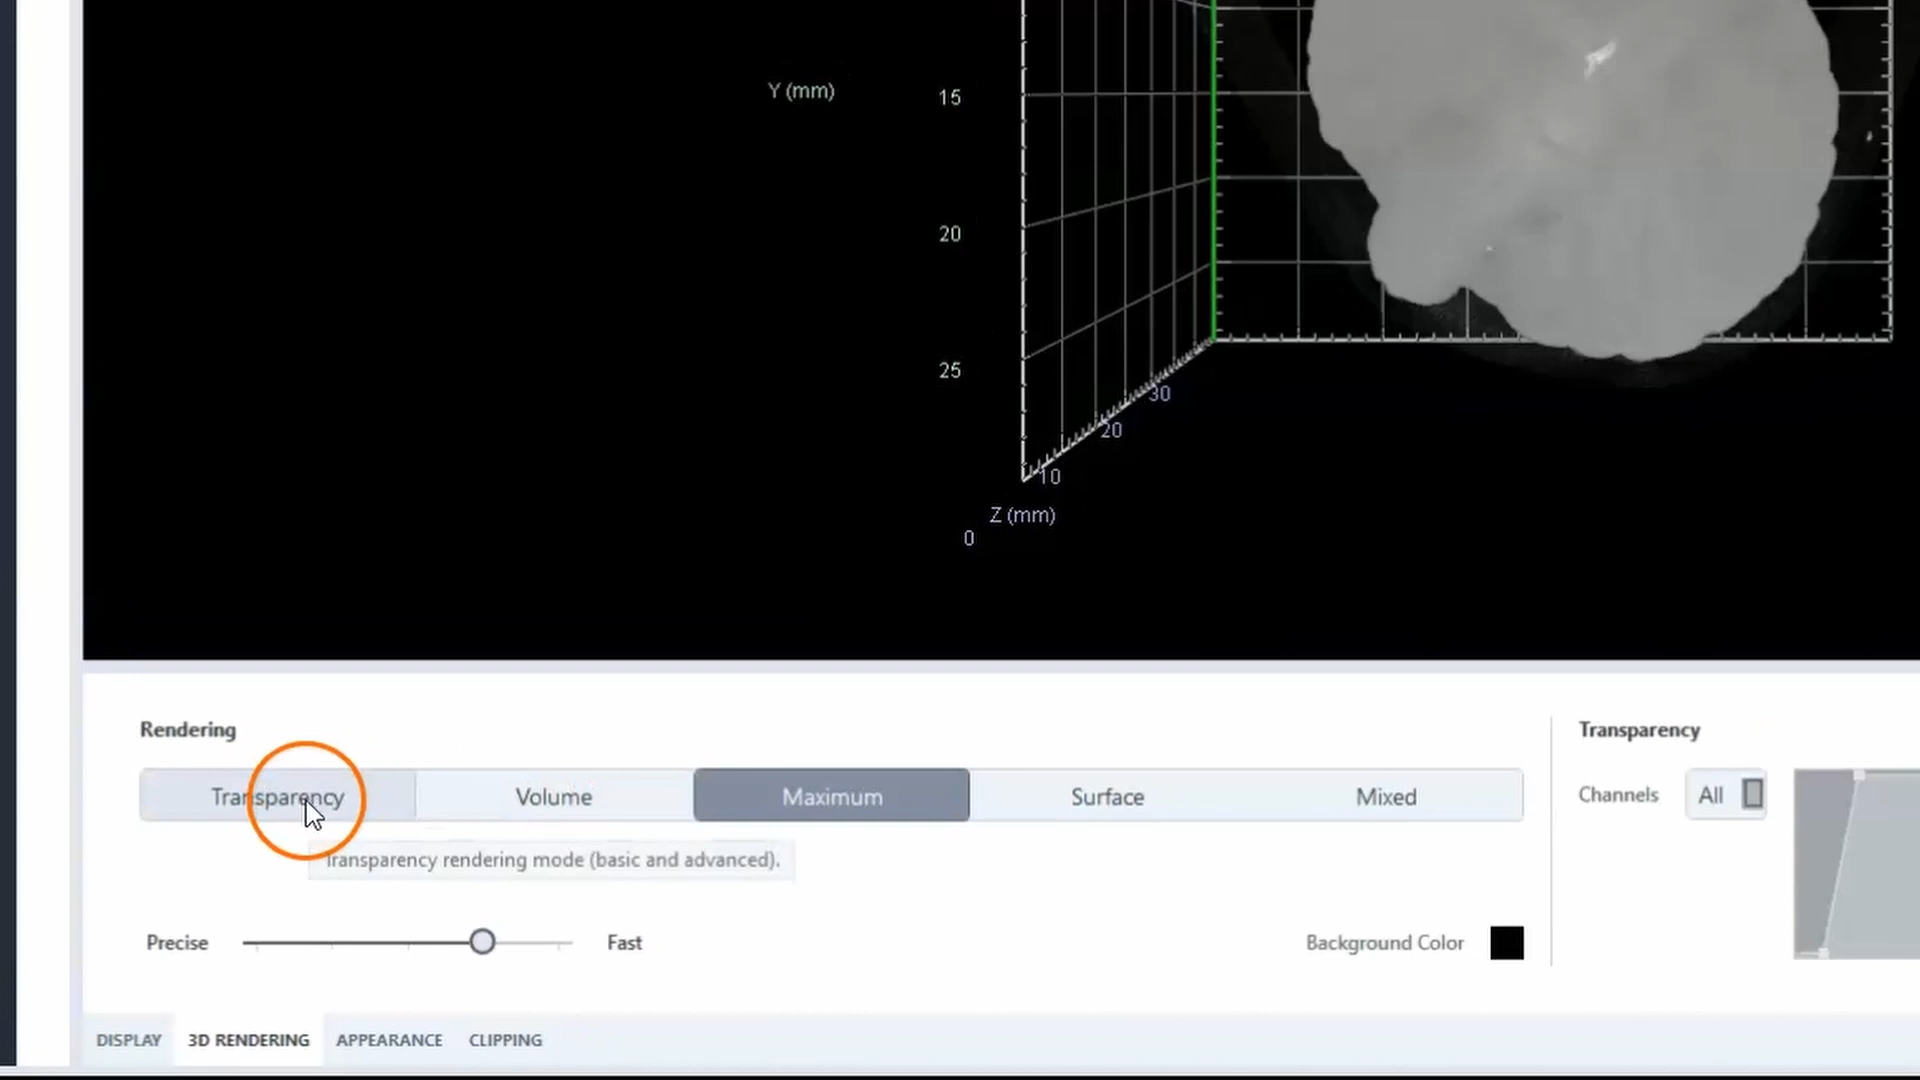 Y (mm)
15
20
25
30
20
10
Z (mm)
0
Rendering
Transparency
Volume
Maximum
Surface
Mixed
Transparency rendering mode (basic and advanced).
Precise
Fast
Background Color
Transparency
Channels
All
DISPLAY
3D RENDERING
APPEARANCE
CLIPPING